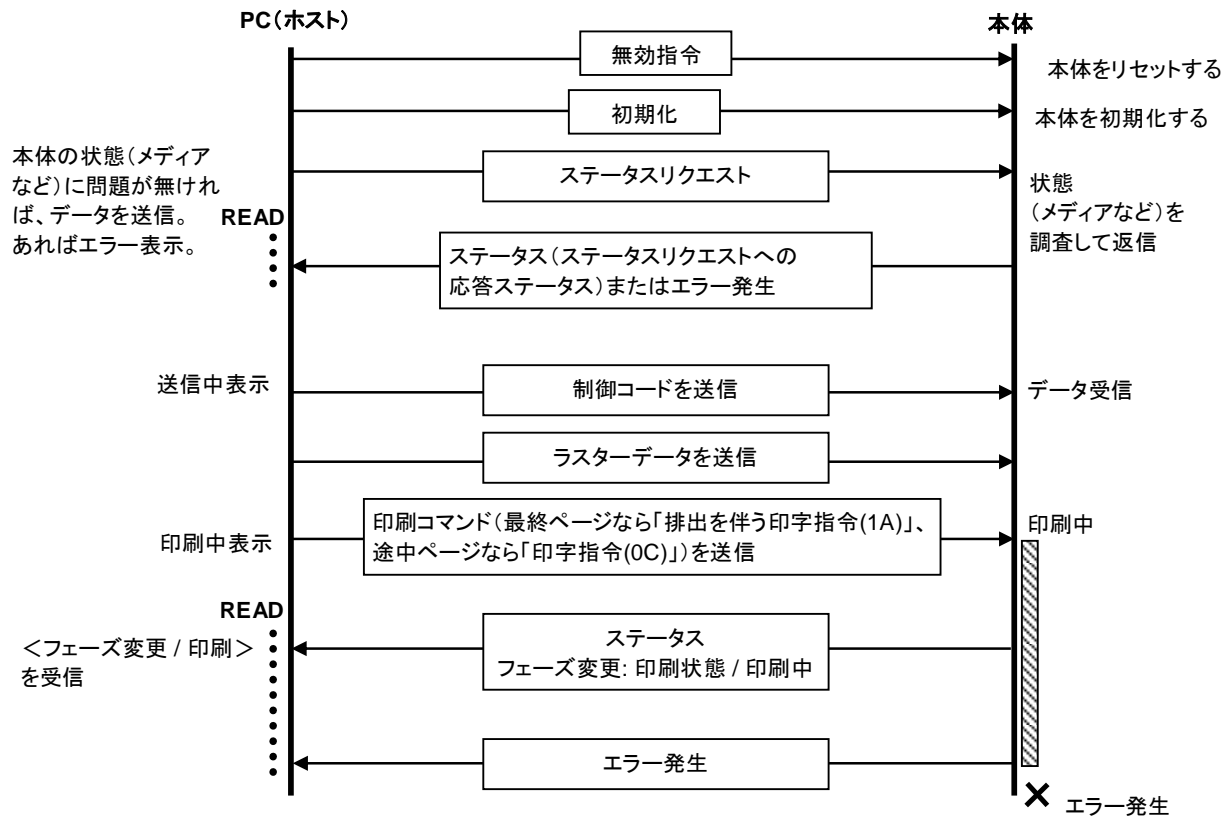 PC（ホスト）
本体
無効指令
本体をリセットする
初期化
本体を初期化する
本体の状態（メディア
など）に問題が無けれ
ば、データを送信。
あればエラー表示。
ステータスリクエスト
状態
（メディアなど）を
調査して返信
READ
ステータス（ステータスリクエストへの
応答ステータス）またはエラー発生
送信中表示
制御コードを送信
データ受信
ラスターデータを送信
印刷中表示
印刷コマンド（最終ページなら「排出を伴う印字指令(1A)」、
途中ページなら「印字指令(0C)」）を送信
印刷中
READ
＜フェーズ変更 / 印刷＞
を受信
ステータス
フェーズ変更: 印刷状態 / 印刷中
エラー発生
エラー発生